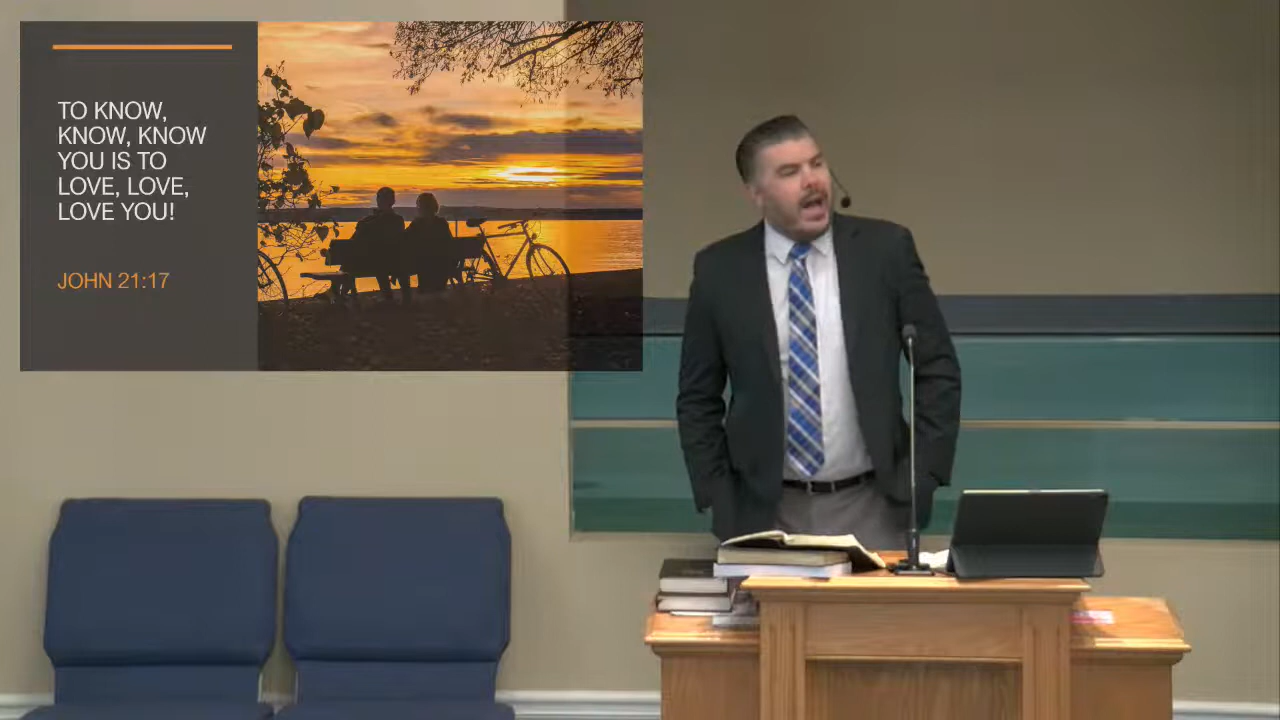 TO KNOW,
KNOW, KNOW
YOU IS TO
LOVE, LOVE,
LOVE YOU!
JOHN 21:17